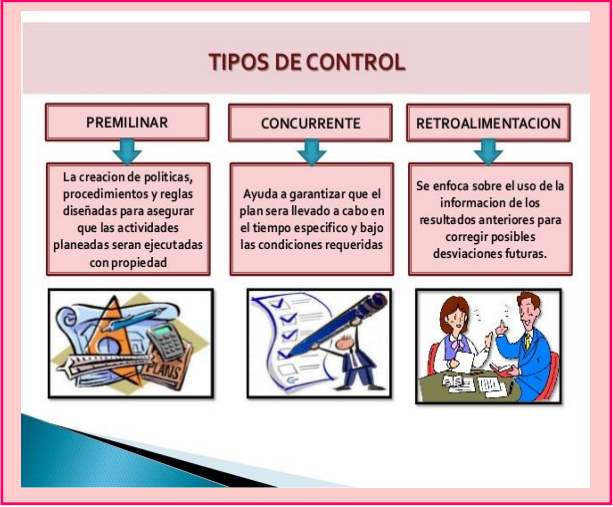 TIPOS DE CONTROL
PREMILINAR
La creacion de politicas,
procedimientos y reglas
diseñadas para asegurar
que las actividades
planeadas seran ejecutadas
con propiedad
CONCURRENTE
Ayuda a garantizar que el
plan sera llevado a cabo en
el tiempo especifico y bajo
las condiciones requeridas
RETROALIMENTACION
Se enfoca sobre el uso de la
informacion de los
resultados anteriores para
corregir posibles
desviaciones futuras.
PLANS